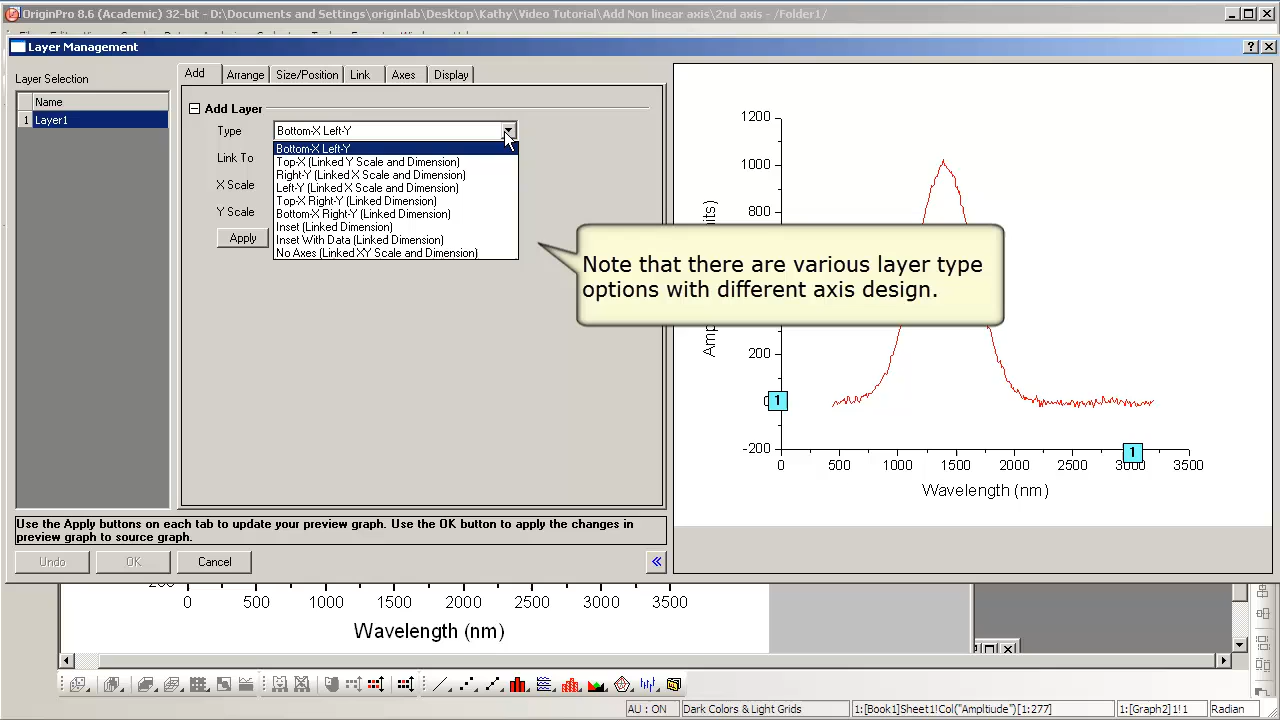 OriginPro 8.6 (Academic) 32-bit - D:\Documents and Settings\originlab\Desktop\Kathy\Video Tutorial\Add Non linear axis\2nd axis - /Folder1/
Layer Management
Layer Selection
Name
1 Layer1
Add Arrange Size/Position Link Axes Display
Add Layer
Type Bottom-X Left-Y
Link To
X Scale
Y Scale
Apply
Bottom-X Left-Y
Top-X (Linked Y Scale and Dimension)
Right-Y (Linked X Scale and Dimension)
Left-Y (Linked X Scale and Dimension)
Top-X Right-Y (Linked Dimension)
Bottom-X Right-Y (Linked Dimension)
Inset (Linked Dimension)
Inset With Data (Linked Dimension)
No Axes (Linked XY Scale and Dimension)
Note that there are various layer type
options with different axis design.
1200
1000
800
200
0
-200
1
1
0 500 1000 1500 2000 2500 3000 3500
Wavelength (nm)
Use the Apply buttons on each tab to update your preview graph. Use the OK button to apply the changes in
preview graph to source graph.
Undo OK Cancel
0 500 1000 1500 2000 2500 3000 3500
Wavelength (nm)
AU : ON Dark Colors & Light Grids 1:[Book1]Sheet1!Col("Amplitude")[1:277] 1:[Graph2]1!1 Radian